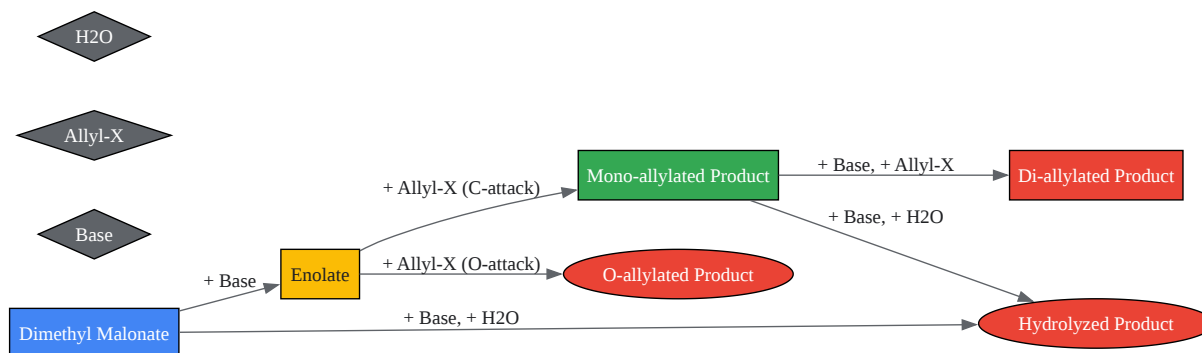 H2O
Allyl-X
Mono-allylated Product
+ Base, + Allyl-X
Di-allylated Product
+ Allyl-X (C-attack)
+ Base, + H2O
Base
+ Base
Enolate
+ Allyl-X (O-attack)
O-allylated Product
Dimethyl Malonate
+ Base, + H2O
Hydrolyzed Product